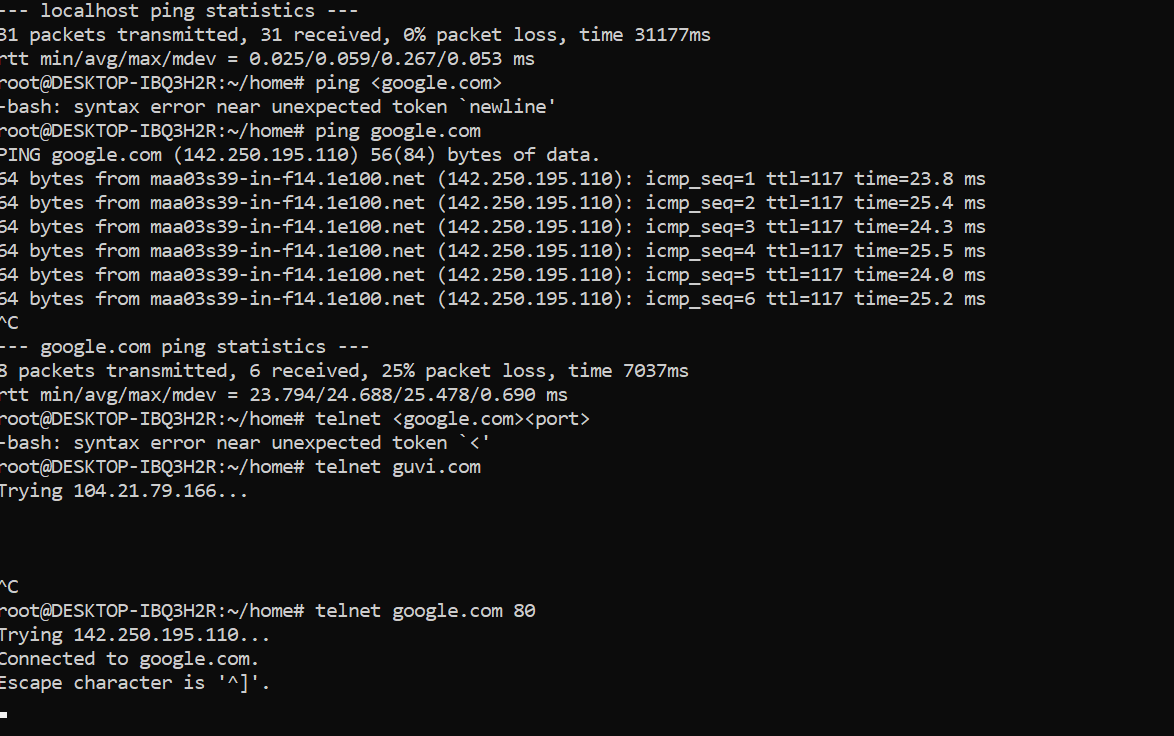 --- localhost ping statistics ---
31 packets transmitted, 31 received, 0% packet loss, time 31177ms
rtt min/avg/max/mdev = 0.025/0.059/0.267/0.053 ms
root@DESKTOP-IBQ3H2R:~/home# ping <google.com>
-bash: syntax error near unexpected token `newline'
root@DESKTOP-IBQ3H2R:~/home# ping google.com
PING google.com (142.250.195.110) 56(84) bytes of data.
64 bytes from maa03s39-in-f14.1e100.net (142.250.195.110): icmp_seq=1 ttl=117 time=23.8 ms
64 bytes from maa03s39-in-f14.1e100.net (142.250.195.110): icmp_seq=2 ttl=117 time=25.4 ms
64 bytes from maa03s39-in-f14.1e100.net (142.250.195.110): icmp_seq=3 ttl=117 time=24.3 ms
64 bytes from maa03s39-in-f14.1e100.net (142.250.195.110): icmp_seq=4 ttl=117 time=25.5 ms
64 bytes from maa03s39-in-f14.1e100.net (142.250.195.110): icmp_seq=5 ttl=117 time=24.0 ms
64 bytes from maa03s39-in-f14.1e100.net (142.250.195.110): icmp_seq=6 ttl=117 time=25.2 ms
^C
--- google.com ping statistics ---
8 packets transmitted, 6 received, 25% packet loss, time 7037ms
rtt min/avg/max/mdev = 23.794/24.688/25.478/0.690 ms
root@DESKTOP-IBQ3H2R:~/home# telnet <google.com><port>
-bash: syntax error near unexpected token `<'
root@DESKTOP-IBQ3H2R:~/home# telnet guvi.com
Trying 104.21.79.166...
^C
root@DESKTOP-IBQ3H2R:~/home# telnet google.com 80
Trying 142.250.195.110...
Connected to google.com.
Escape character is '^]'.